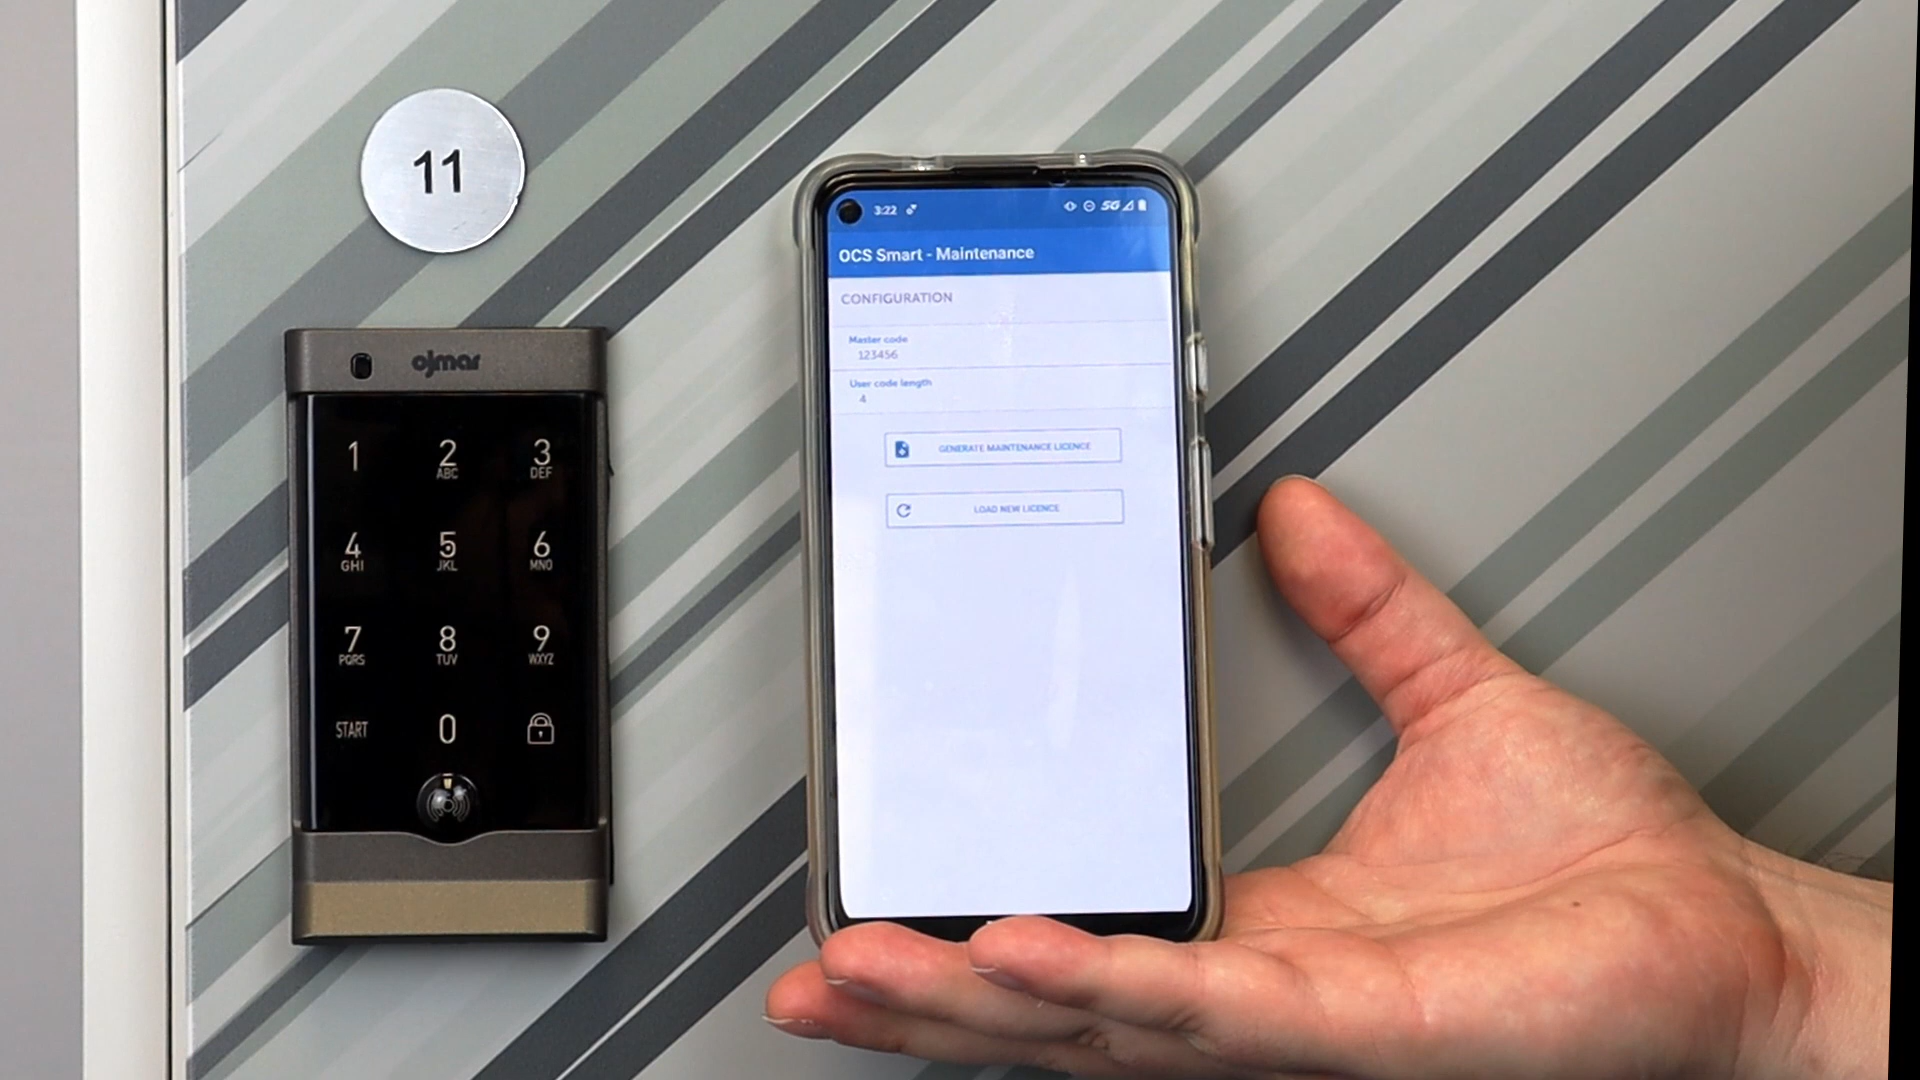 11
ojmar
1 2 3
ABC DEF
4 5 6
GHI JKL MNO
7 8 9
PQRS TUV WXYZ
START 0
3:22 5G
OCS Smart - Maintenance
CONFIGURATION
Master code
123456
User code length
4
GENERATE MAINTENANCE LICENCE
LOAD NEW LICENCE